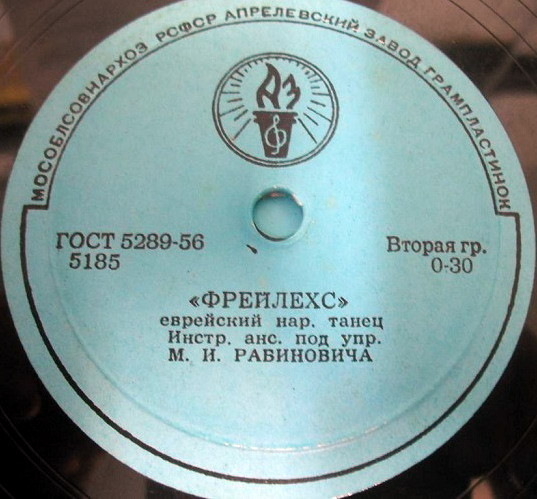 МОСОБЛСОВНАРХОЗ РСФСР АПРЕЛЕВСКИЙ ЗАВОД ГРАМПЛАСТИНОК
АЗ
ГОСТ 5289-56
5185
Вторая гр.
0-30
«ФРЕЙЛЕХС»
еврейский нар. танец
Инстр. анс. под упр.
М. И. РАБИНОВИЧА